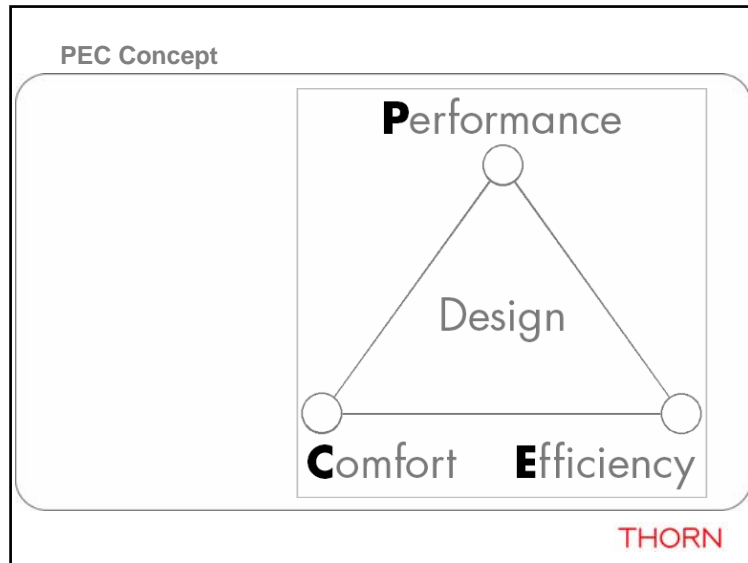 PEC Concept
Performance
Design
Comfort Efficiency
THORN